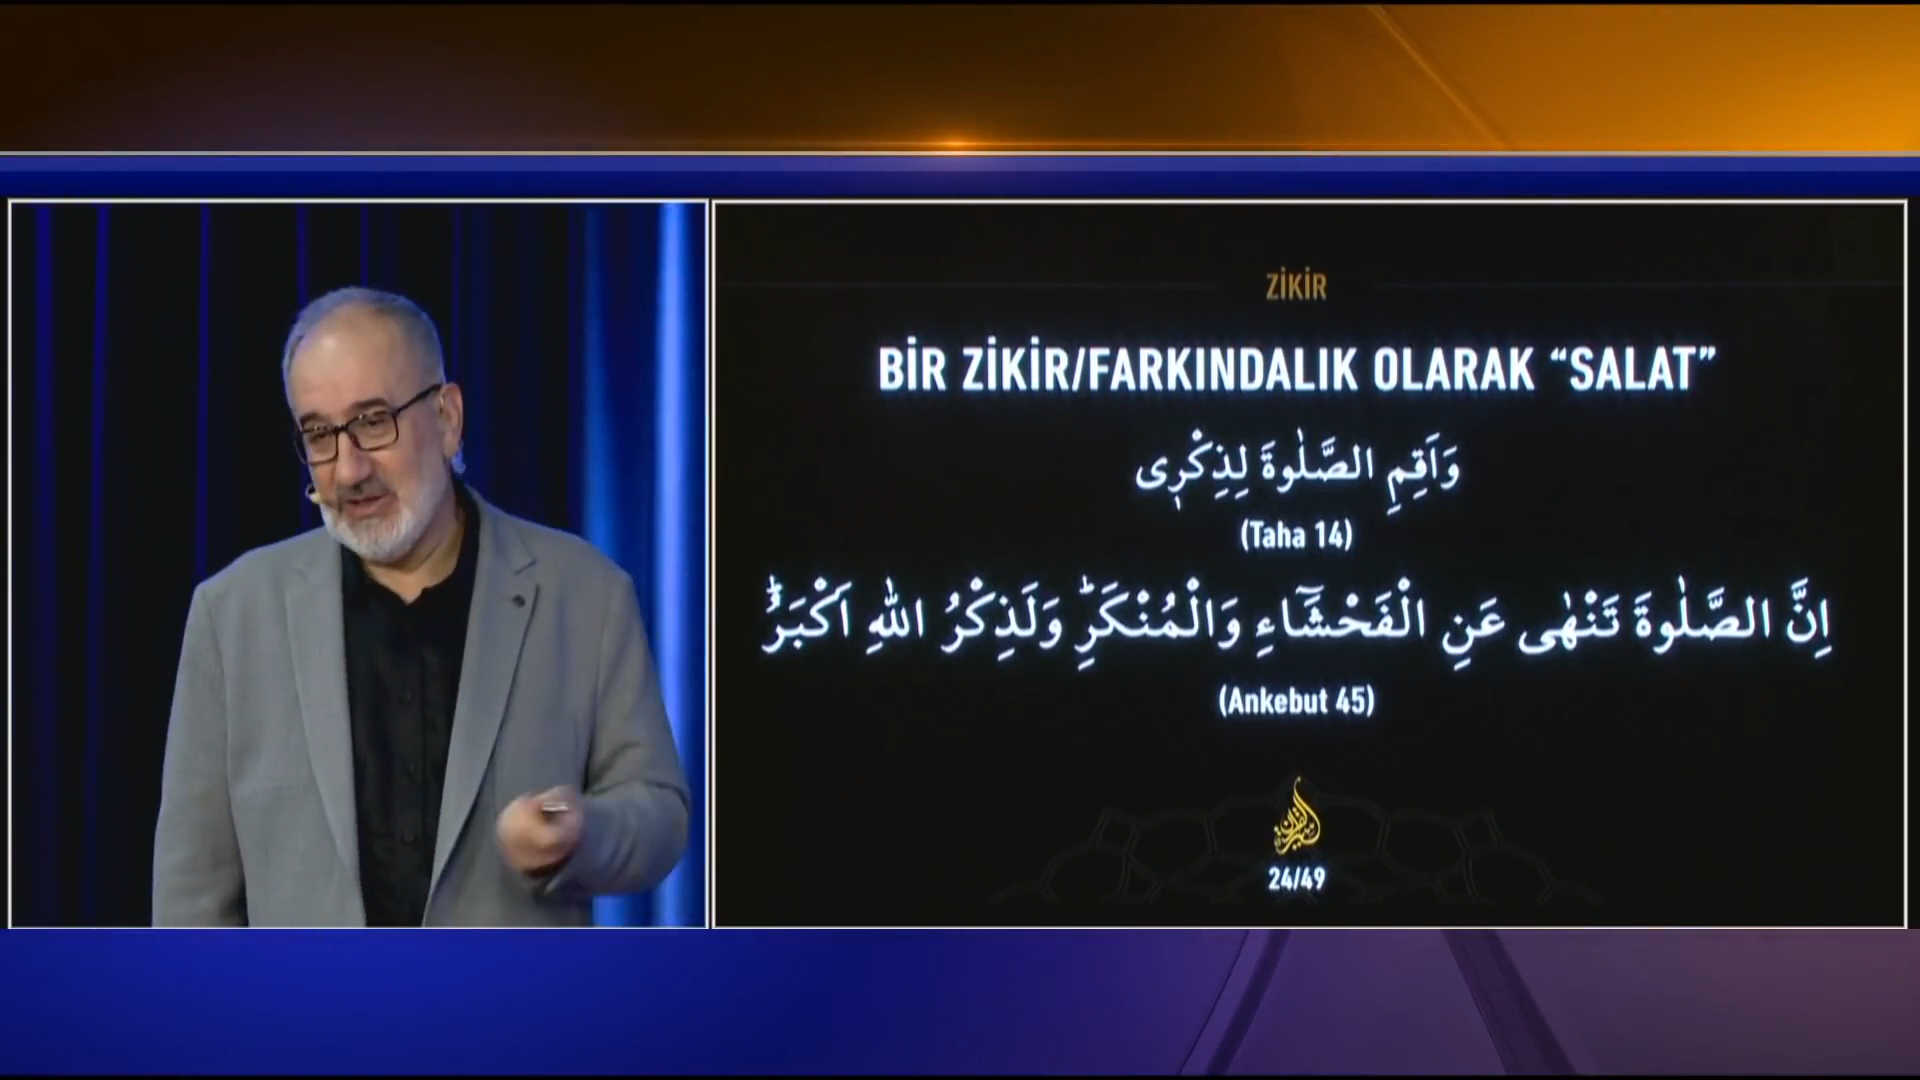 ZİKİR
BİR ZİKİR/FARKINDALIK OLARAK “SALAT”
وَاَقِمِ الصَّلٰوةَ لِذِكْرٖى
(Taha 14)
اِنَّ الصَّلٰوةَ تَنْهٰى عَنِ الْفَحْشَٓاءِ وَالْمُنْكَرِۜ وَلَذِكْرُ اللّٰهِ اَكْبَرُۜ
(Ankebut 45)
24/49